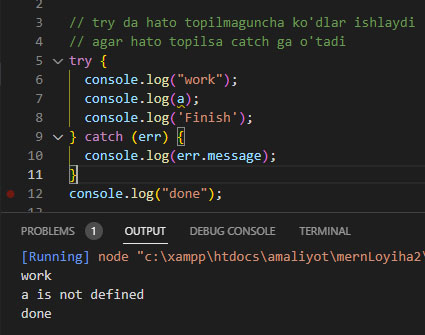 2
3 // try da hato topilmaguncha ko'dlar ishlaydi
4 // agar hato topilsa catch ga o'tadi
5 try {
6 console.log("work");
7 console.log(a);
8 console.log('Finish');
9 } catch (err) {
10 console.log(err.message);
11 }
12 console.log("done");
13
PROBLEMS 1 OUTPUT DEBUG CONSOLE TERMINAL
[Running] node "c:\xampp\htdocs\amaliyot\mernLoyiha2\
work
a is not defined
done